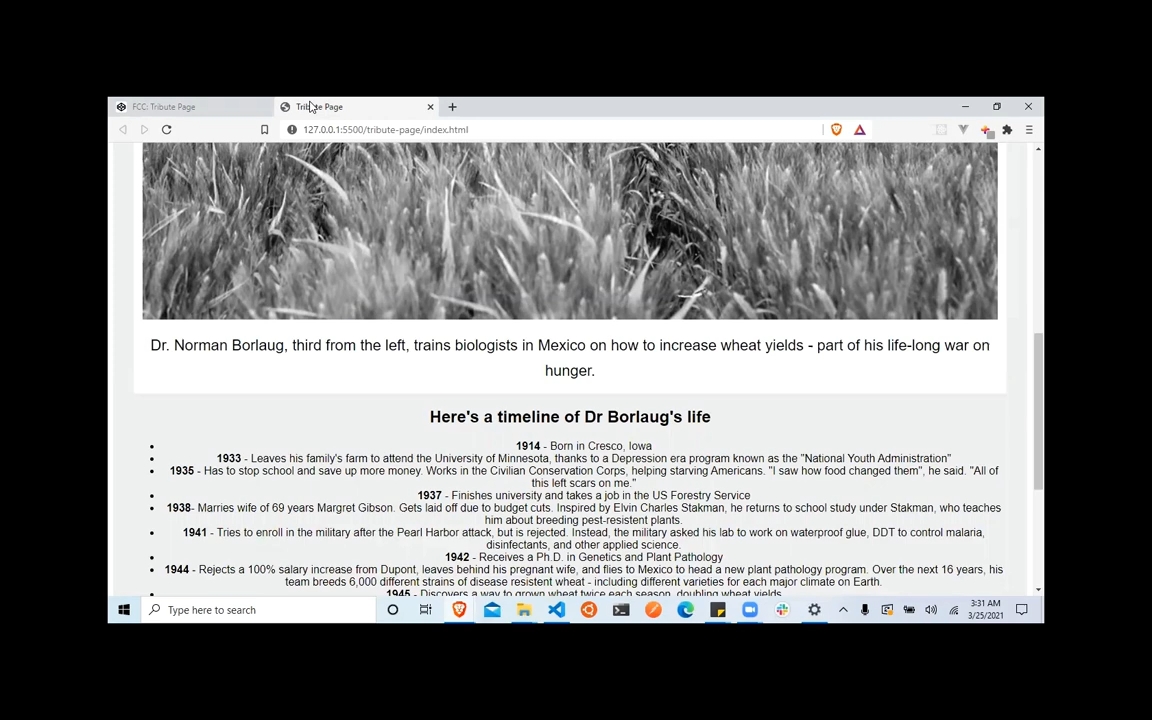 FCC: Tribute Page
Tribute Page
127.0.0.1:5500/tribute-page/index.html
Dr. Norman Borlaug, third from the left, trains biologists in Mexico on how to increase wheat yields - part of his life-long war on
hunger.
Here's a timeline of Dr Borlaug's life
1914 - Born in Cresco, Iowa
1933 - Leaves his family's farm to attend the University of Minnesota, thanks to a Depression era program known as the "National Youth Administration"
1935 - Has to stop school and save up more money. Works in the Civilian Conservation Corps, helping starving Americans. "I saw how food changed them", he said. "All of
this left scars on me."
1937 - Finishes university and takes a job in the US Forestry Service
1938- Marries wife of 69 years Margret Gibson. Gets laid off due to budget cuts. Inspired by Elvin Charles Stakman, he returns to school study under Stakman, who teaches
him about breeding pest-resistent plants.
1941 - Tries to enroll in the military after the Pearl Harbor attack, but is rejected. Instead, the military asked his lab to work on waterproof glue, DDT to control malaria,
disinfectants, and other applied science.
1942 - Receives a Ph.D. in Genetics and Plant Pathology
1944 - Rejects a 100% salary increase from Dupont, leaves behind his pregnant wife, and flies to Mexico to head a new plant pathology program. Over the next 16 years, his
team breeds 6,000 different strains of disease resistent wheat - including different varieties for each major climate on Earth.
1945 - Discovers a way to grown wheat twice each season, doubling wheat yields
Type here to search
3:31 AM
3/25/2021